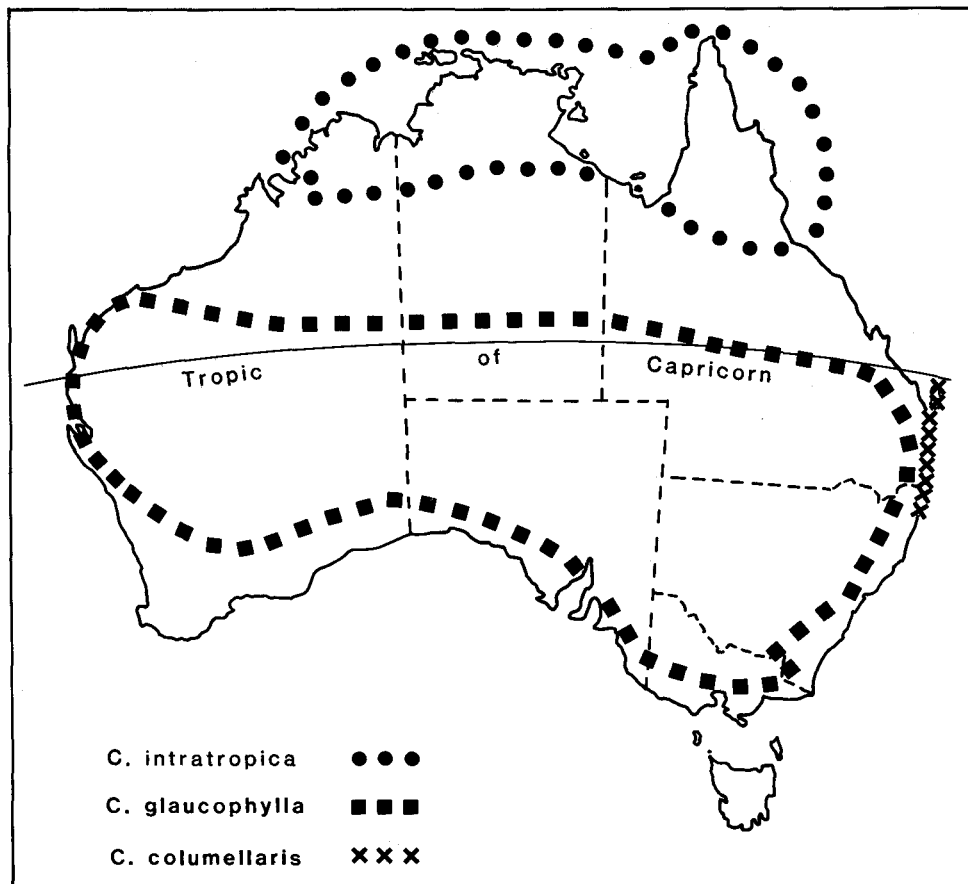 Tropic of Capricorn
C. intratropica
C. glaucophylla
C. columellaris